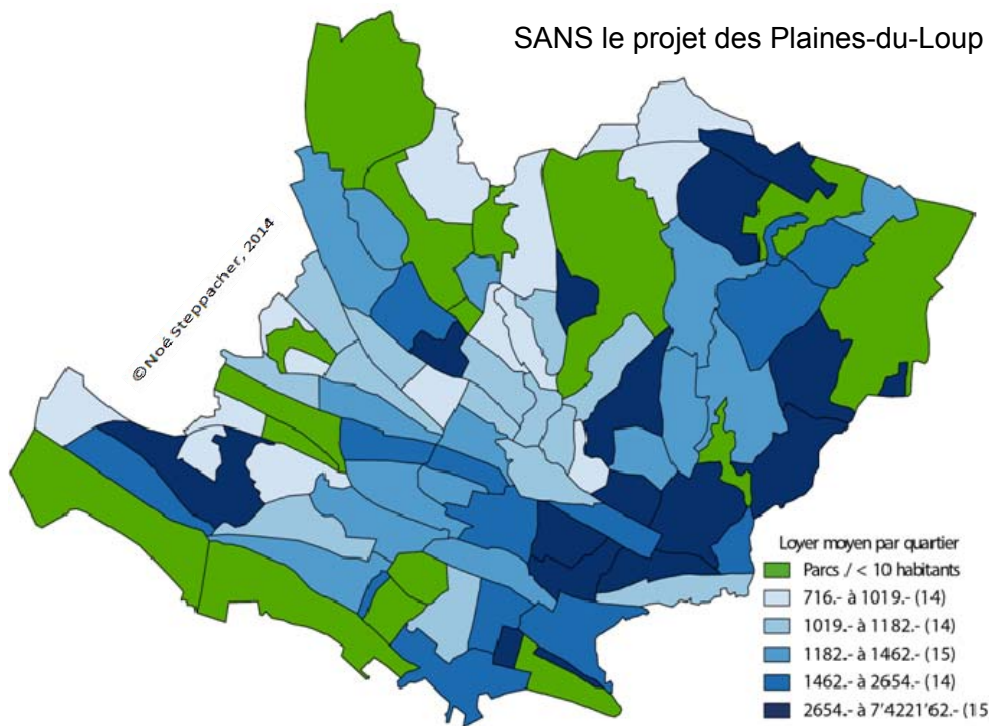 SANS le projet des Plaines-du-Loup
© Noé Steppacher, 2014
Loyer moyen par quartier
Parcs / < 10 habitants
716.- à 1019.- (14)
1019.- à 1182.- (14)
1182.- à 1462.- (15)
1462.- à 2654.- (14)
2654.- à 7'4221'62.- (15